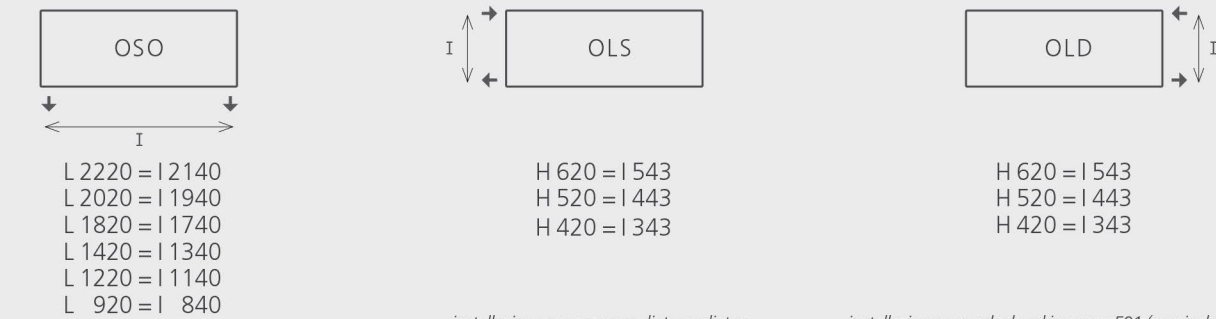 OSO
I
L 2220 = I 2140
L 2020 = I 1940
L 1820 = I 1740
L 1420 = I 1340
L 1220 = I 1140
L 920 = I 840
OLS
I
H 620 = I 543
H 520 = I 443
H 420 = I 343
OLD
I
H 620 = I 543
H 520 = I 443
H 420 = I 343